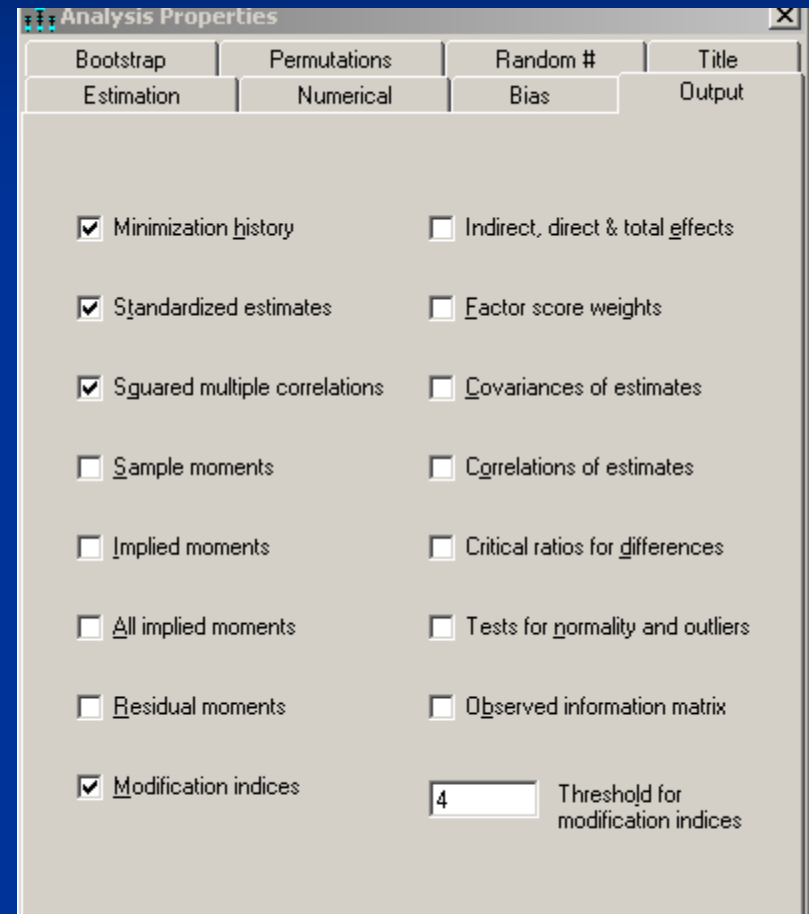 Analysis Properties
Bootstrap Permutations Random # Title
Estimation Numerical Bias Output
Minimization history Indirect, direct & total effects
Standardized estimates Factor score weights
Squared multiple correlations Covariances of estimates
Sample moments Correlations of estimates
Implied moments Critical ratios for differences
All implied moments Tests for normality and outliers
Residual moments Observed information matrix
Modification indices 4 Threshold for
modification indices